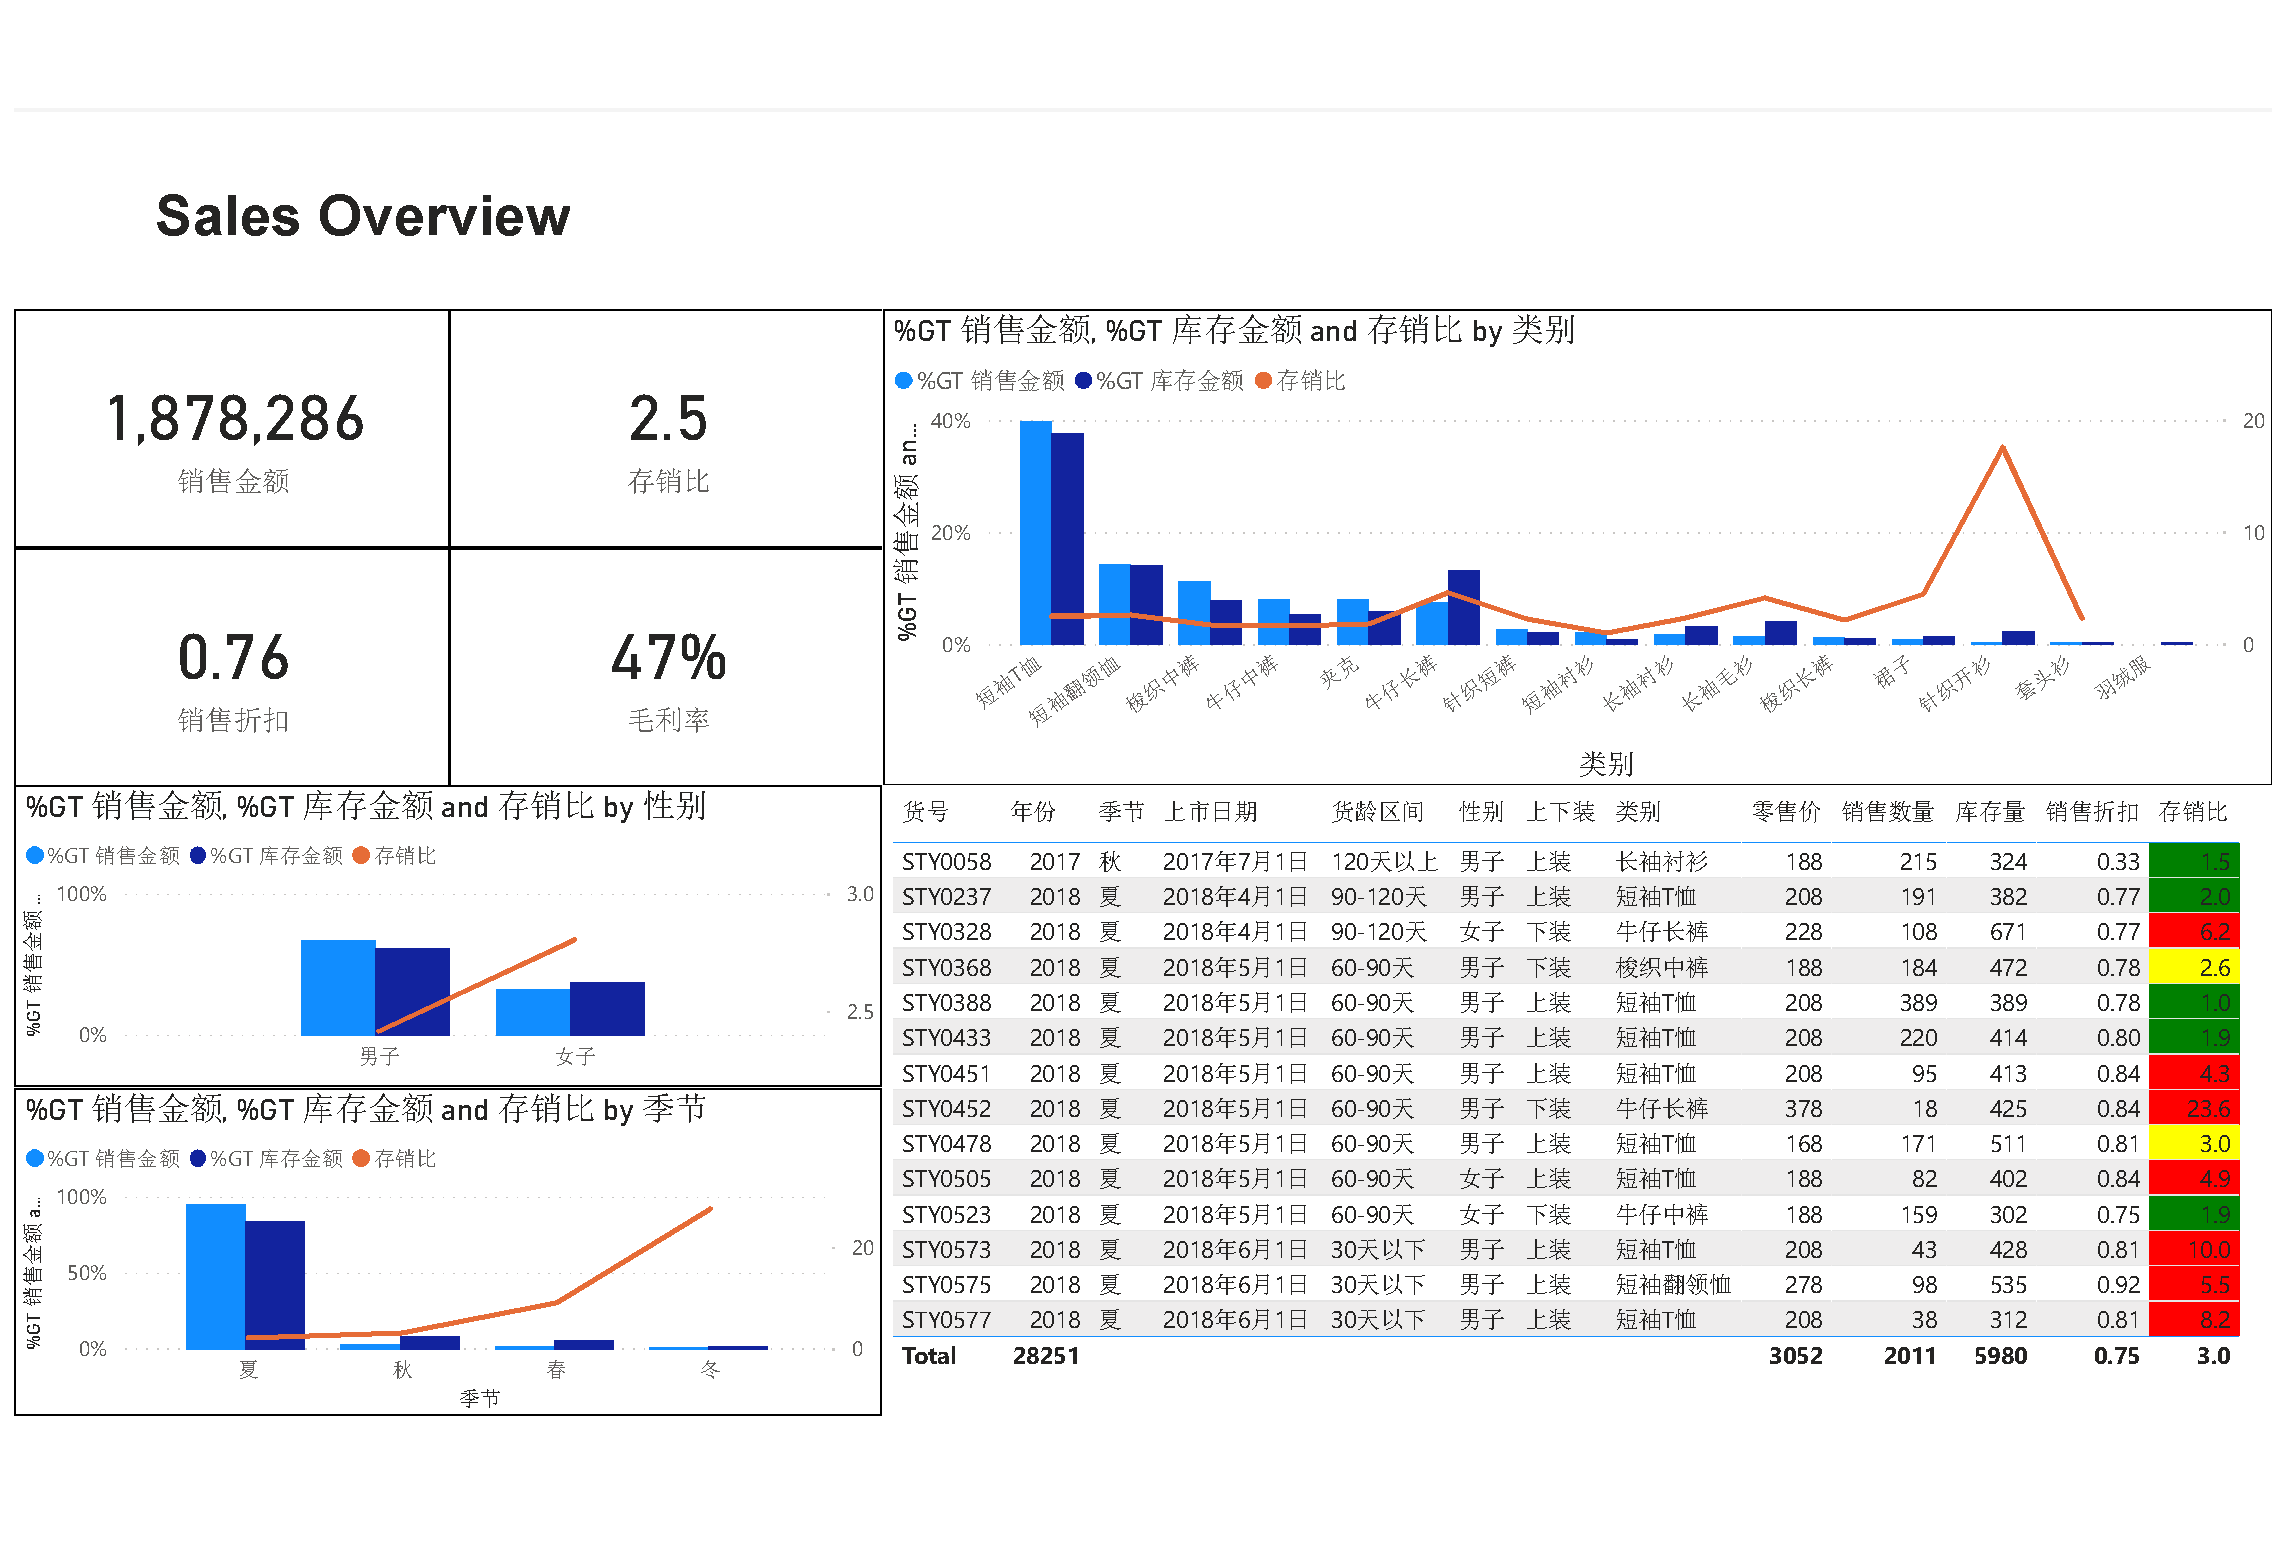 Sales Overview
1,878,286
销售金额
2.5
存销比
0.76
销售折扣
47%
毛利率
%GT 销售金额, %GT 库存金额 and 存销比 by 类别
%GT 销售金额 %GT 库存金额 存销比
%GT 销售金额 an...
40%
20%
0%
20
10
0
短袖T恤
短袖翻领恤
梭织中裤
牛仔中裤
夹克
牛仔长裤
针织短裤
短袖衬衫
长袖衬衫
长袖毛衫
梭织长裤
裙子
针织开衫
套头衫
羽绒服
类别
%GT 销售金额, %GT 库存金额 and 存销比 by 性别
%GT 销售金额 %GT 库存金额 存销比
%GT 销售金额 ...
100%
0%
3.0
2.5
男子 女子
%GT 销售金额, %GT 库存金额 and 存销比 by 季节
%GT 销售金额 %GT 库存金额 存销比
%GT 销售金额 a...
100%
50%
0%
20
0
夏 秋 春 冬
季节
货号 年份 季节 上市日期 货龄区间 性别 上下装 类别 零售价 销售数量 库存量 销售折扣 存销比
STY0058 2017 秋 2017年7月1日 120天以上 男子 上装 长袖衬衫 188 215 324 0.33 1.5
STY0237 2018 夏 2018年4月1日 90-120天 男子 上装 短袖T恤 208 191 382 0.77 2.0
STY0328 2018 夏 2018年4月1日 90-120天 女子 下装 牛仔长裤 228 108 671 0.77 6.2
STY0368 2018 夏 2018年5月1日 60-90天 男子 下装 梭织中裤 188 184 472 0.78 2.6
STY0388 2018 夏 2018年5月1日 60-90天 男子 上装 短袖T恤 208 389 389 0.78 1.0
STY0433 2018 夏 2018年5月1日 60-90天 男子 上装 短袖T恤 208 220 414 0.80 1.9
STY0451 2018 夏 2018年5月1日 60-90天 男子 上装 短袖T恤 208 95 413 0.84 4.3
STY0452 2018 夏 2018年5月1日 60-90天 男子 下装 牛仔长裤 378 18 425 0.84 23.6
STY0478 2018 夏 2018年5月1日 60-90天 男子 上装 短袖T恤 168 171 511 0.81 3.0
STY0505 2018 夏 2018年5月1日 60-90天 女子 上装 短袖T恤 188 82 402 0.84 4.9
STY0523 2018 夏 2018年5月1日 60-90天 女子 下装 牛仔中裤 188 159 302 0.75 1.9
STY0573 2018 夏 2018年6月1日 30天以下 男子 上装 短袖T恤 208 43 428 0.81 10.0
STY0575 2018 夏 2018年6月1日 30天以下 男子 上装 短袖翻领恤 278 98 535 0.92 5.5
STY0577 2018 夏 2018年6月1日 30天以下 男子 上装 短袖T恤 208 38 312 0.81 8.2
Total 28251 3052 2011 5980 0.75 3.0